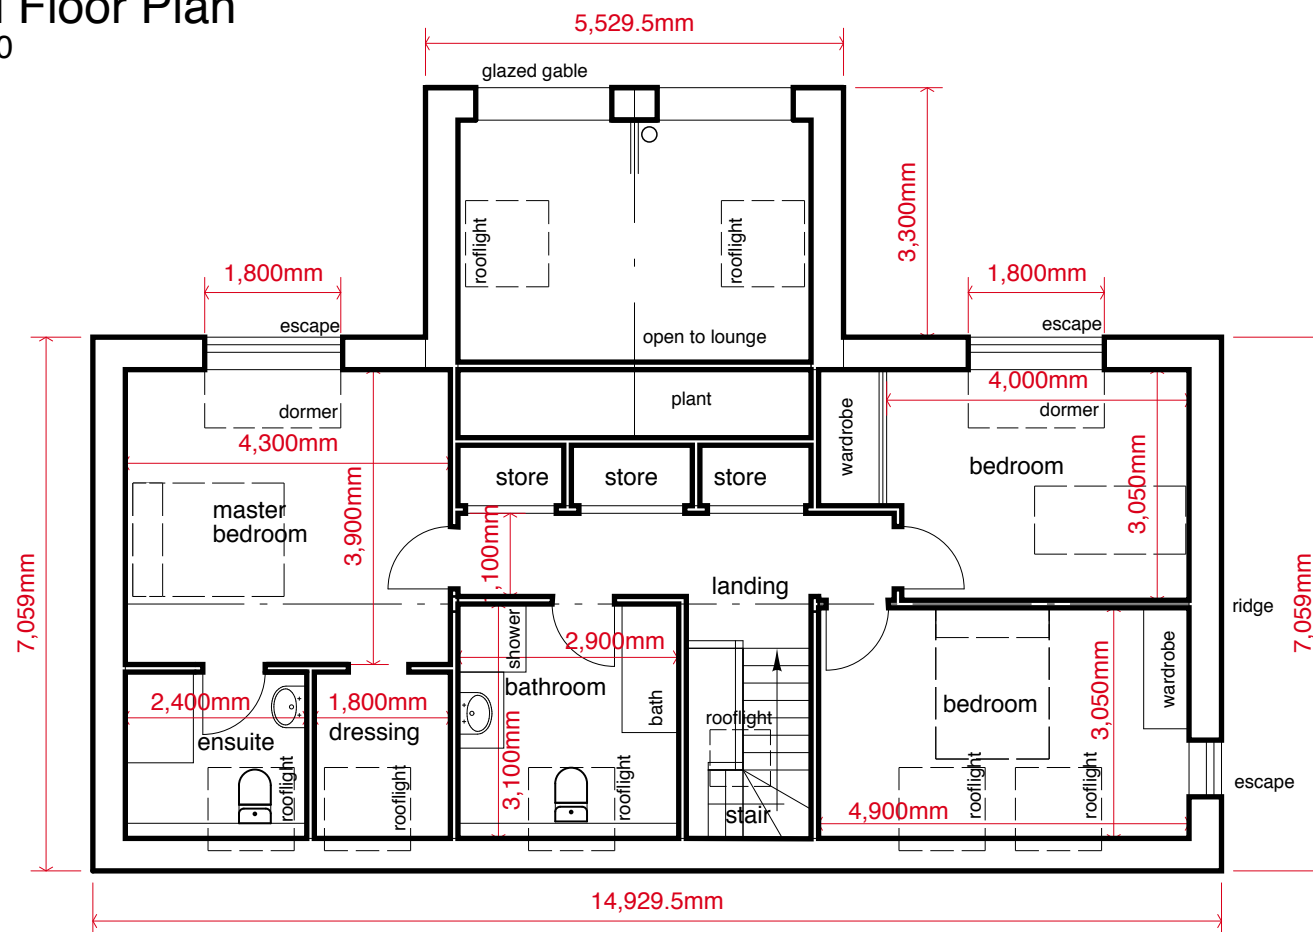 Floor Plan
0
5,529.5mm
glazed gable
3,300mm
rooflight
rooflight
open to lounge
1,800mm
escape
1,800mm
escape
dormer
4,300mm
master
bedroom
3,900mm
plant
store
store
store
,100mm
landing
wardrobe
4,000mm
dormer
bedroom
3,050mm
7,059mm
7,059mm
ridge
2,400mm
ensuite
rooflight
1,800mm
dressing
rooflight
shower
2,900mm
bathroom
bath
3,100mm
rooflight
rooflight
stair
bedroom
3,050mm
wardrobe
rooflight
rooflight
4,900mm
escape
14,929.5mm